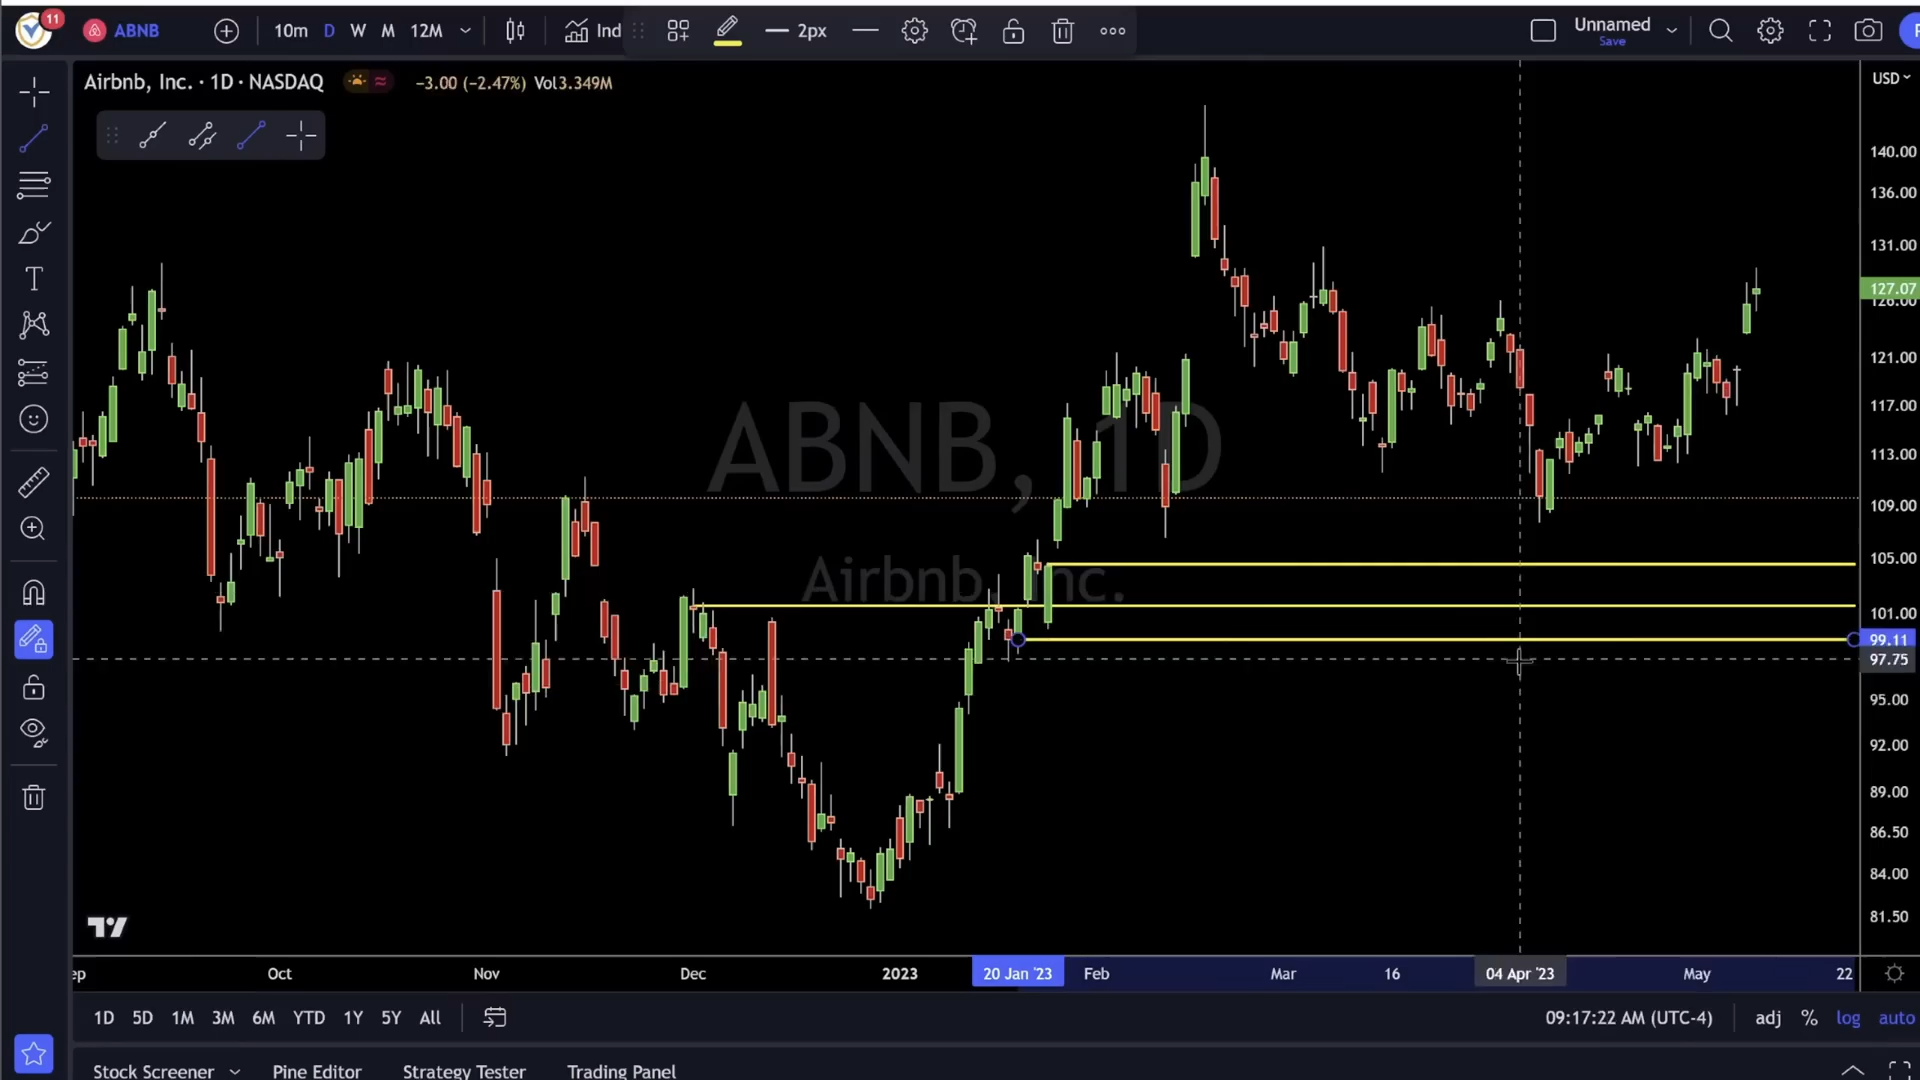 11
ABNB
10m D W M 12M
Ind
2px
Unnamed
Save
Airbnb, Inc. · 1D · NASDAQ
−3.00 (−2.47%) Vol3.349M
USD
140.00
136.00
131.00
127.07
121.00
117.00
113.00
109.00
105.00
101.00
99.11
97.75
95.00
92.00
89.00
86.50
84.00
81.50
ABNB, 1D
Airbnb, Inc.
ep Oct Nov Dec 2023 20 Jan '23 Feb Mar 16 04 Apr '23 May 22
1D 5D 1M 3M 6M YTD 1Y 5Y All
09:17:22 AM (UTC-4) adj % log auto
Stock Screener Pine Editor Strategy Tester Trading Panel